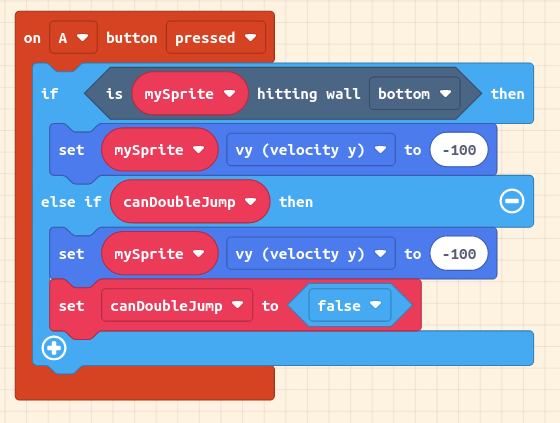 on A button pressed
if is mySprite hitting wall bottom then
set mySprite vy (velocity y) to -100
else if canDoubleJump then
set mySprite vy (velocity y) to -100
set canDoubleJump to false